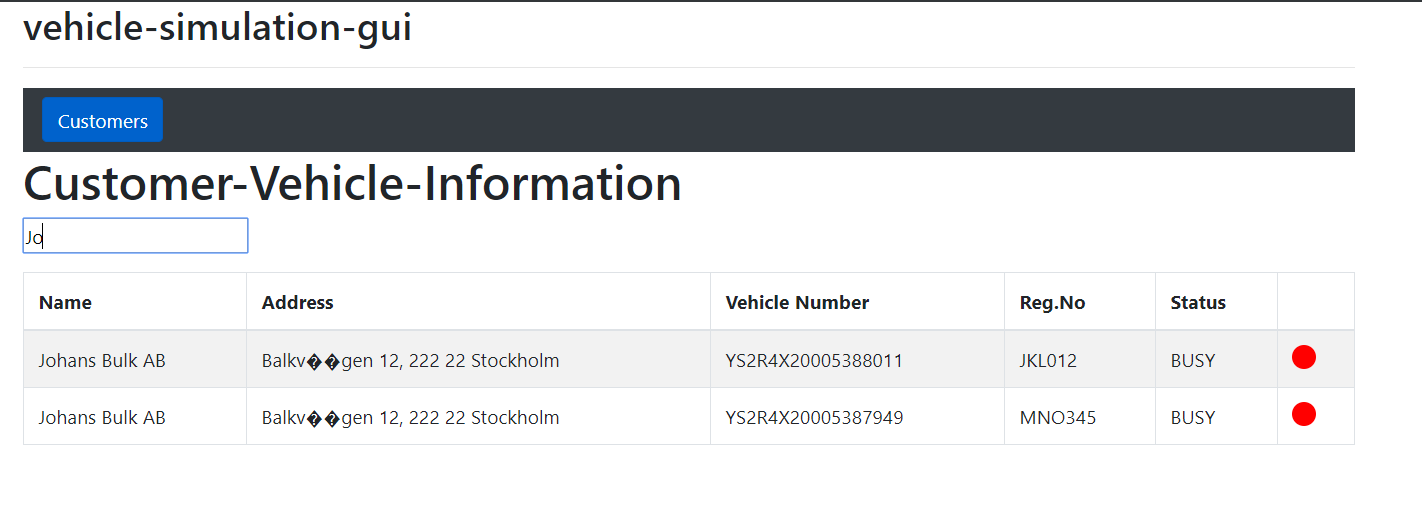 vehicle-simulation-gui
Customers
Customer-Vehicle-Information
Jo
Name Address Vehicle Number Reg.No Status
Johans Bulk AB Balkv��gen 12, 222 22 Stockholm YS2R4X20005388011 JKL012 BUSY
Johans Bulk AB Balkv��gen 12, 222 22 Stockholm YS2R4X20005387949 MNO345 BUSY